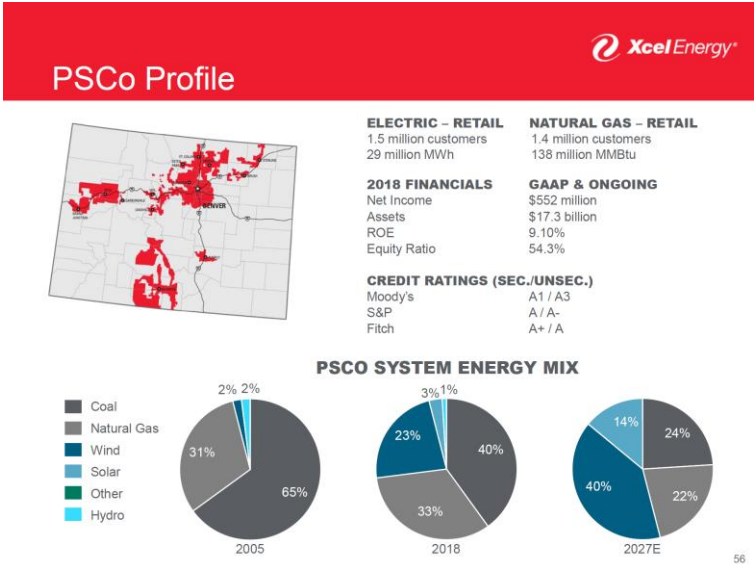 Xcel Energy®
PSCo Profile
DENVER
ELECTRIC – RETAIL
1.5 million customers
29 million MWh
NATURAL GAS – RETAIL
1.4 million customers
138 million MMBtu
2018 FINANCIALS GAAP & ONGOING
Net Income $552 million
Assets $17.3 billion
ROE 9.10%
Equity Ratio 54.3%
CREDIT RATINGS (SEC./UNSEC.)
Moody's A1 / A3
S&P A / A-
Fitch A+ / A
PSCO SYSTEM ENERGY MIX
Coal
Natural Gas
Wind
Solar
Other
Hydro
2% 2%
31%
65%
2005
3% 1%
23%
40%
33%
2018
14%
24%
40%
22%
2027E
56